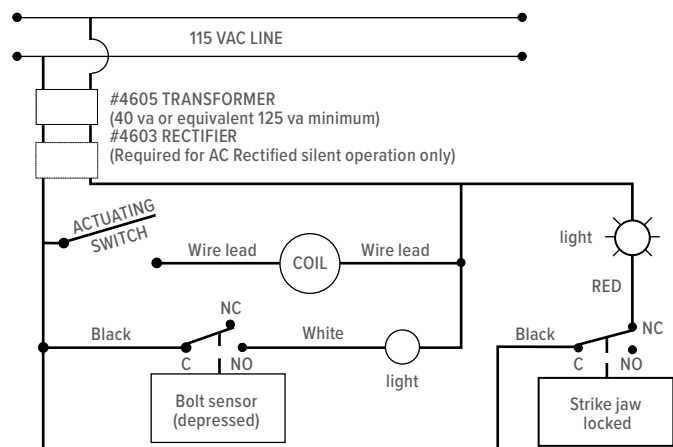 115 VAC LINE
#4605 TRANSFORMER
(40 va or equivalent 125 va minimum)
#4603 RECTIFIER
(Required for AC Rectified silent operation only)
ACTUATING
SWITCH
Wire lead
COIL
Wire lead
light
RED
NC
Black
White
C
NO
light
Bolt sensor
(depressed)
Black
NC
C
NO
Strike jaw
locked